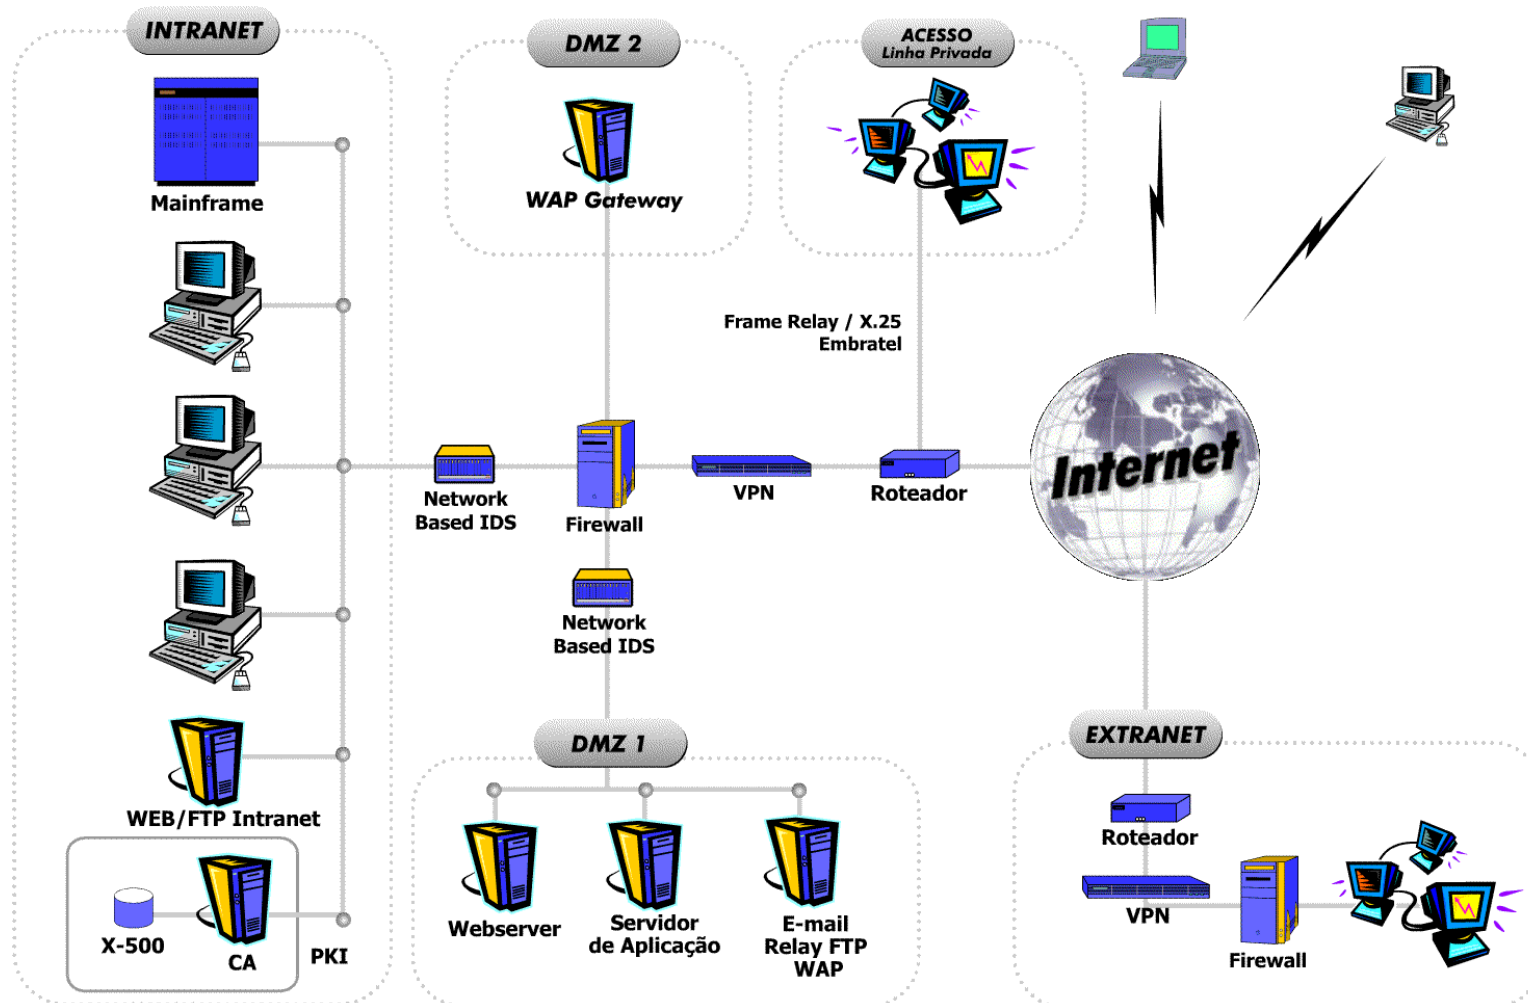 INTRANET
Mainframe
WEB/FTP Intranet
X-500
CA
PKI
DMZ 2
WAP Gateway
ACESSO
Linha Privada
Frame Relay / X.25
Embratel
Network
Based IDS
Firewall
VPN
Roteador
Internet
Network
Based IDS
DMZ 1
Webserver
Servidor
de Aplicação
E-mail
Relay FTP
WAP
EXTRANET
Roteador
VPN
Firewall